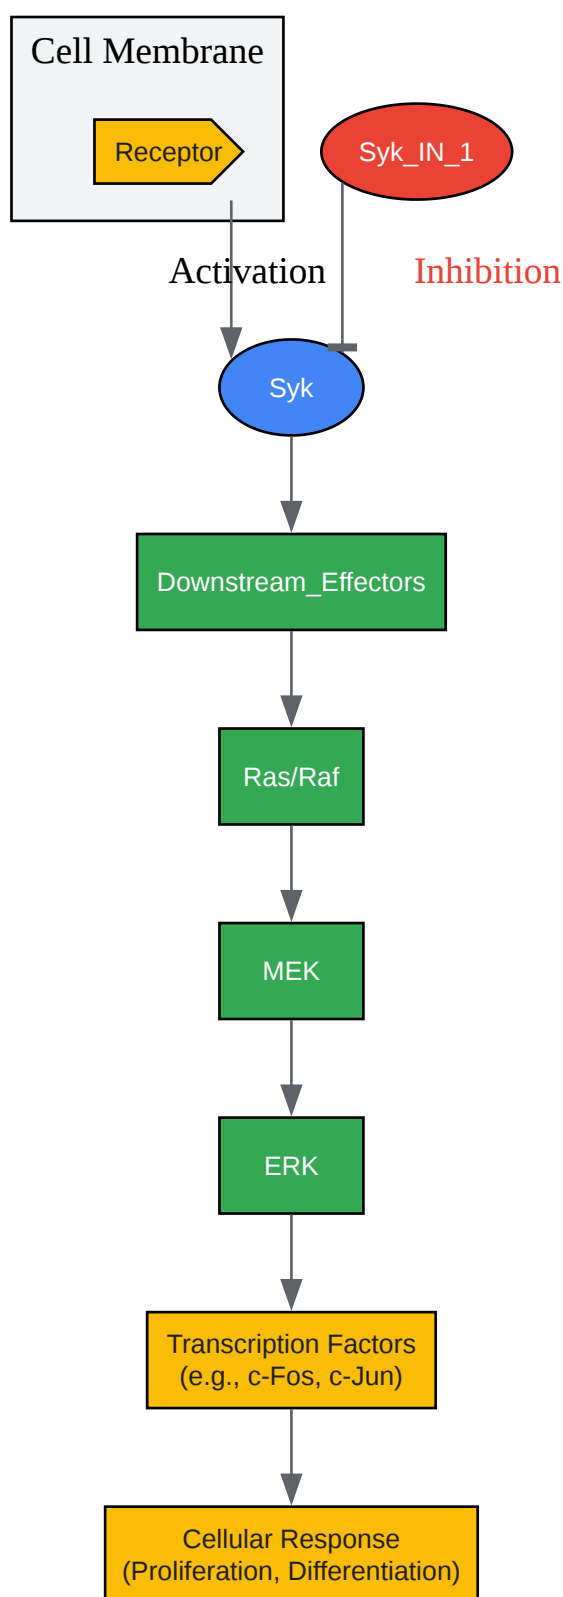 Cell Membrane
Receptor
Syk_IN_1
Activation
Inhibition
Syk
Downstream_Effectors
Ras/Raf
MEK
ERK
Transcription Factors
(e.g., c-Fos, c-Jun)
Cellular Response
(Proliferation, Differentiation)